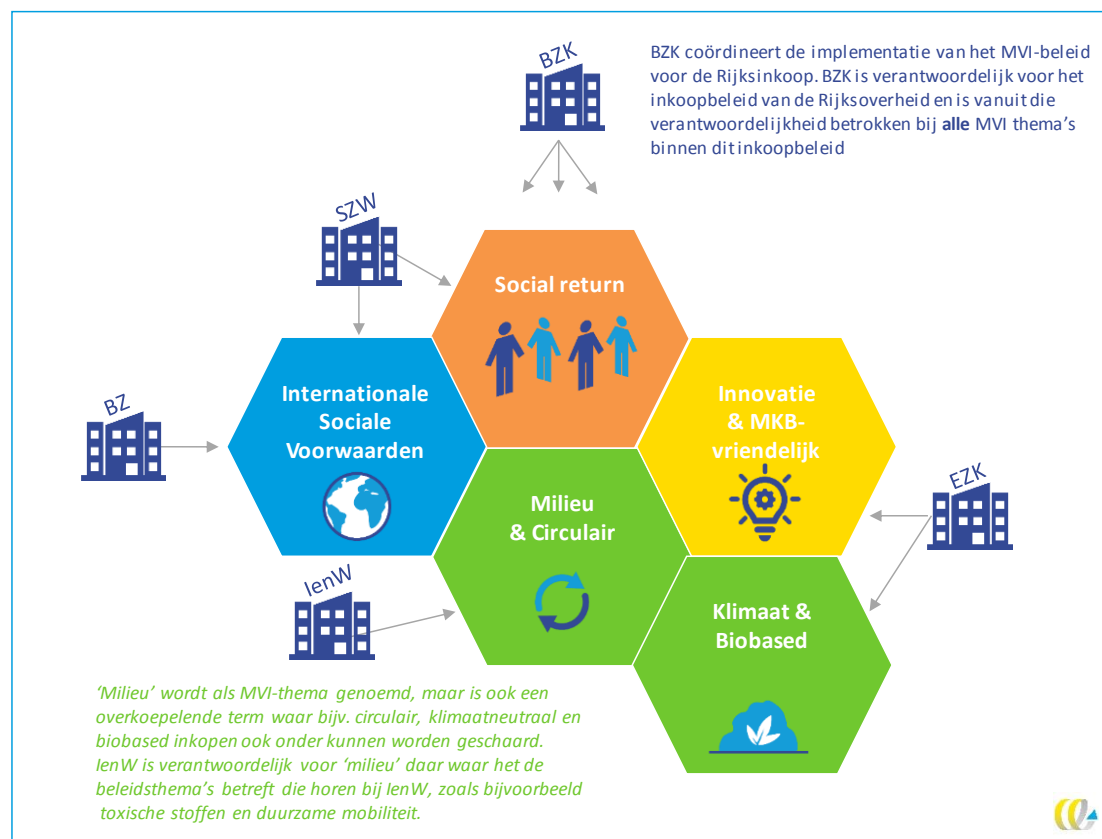 BZK
BZK coördineert de implementatie van het MVI-beleid
voor de Rijksinkoop. BZK is verantwoordelijk voor het
inkoopbeleid van de Rijksoverheid en is vanuit die
verantwoordelijkheid betrokken bij alle MVI thema's
binnen dit inkoopbeleid
SZW
Social return
Internationale
Sociale
Voorwaarden
Innovatie
& MKB-
vriendelijk
BZ
EZK
Milieu
& Circulair
IenW
Klimaat &
Biobased
‘Milieu’ wordt als MVI-thema genoemd, maar is ook een
overkoepelende term waar bijv. circulair, klimaatneutraal en
biobased inkopen ook onder kunnen worden geschaard.
IenW is verantwoordelijk voor ‘milieu’ daar waar het de
beleidsthema’s betreft die horen bij IenW, zoals bijvoorbeeld
toxische stoffen en duurzame mobiliteit.